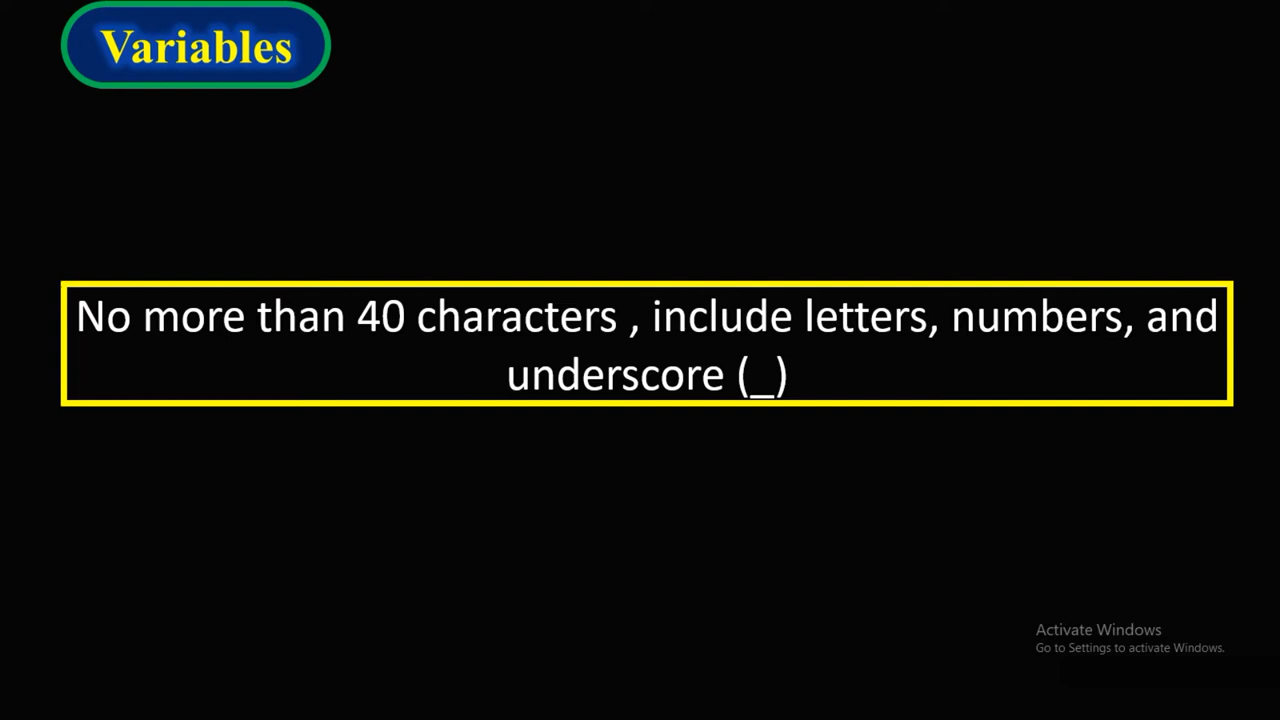 Variables
No more than 40 characters , include letters, numbers, and
underscore (_)
Activate Windows
Go to Settings to activate Windows.